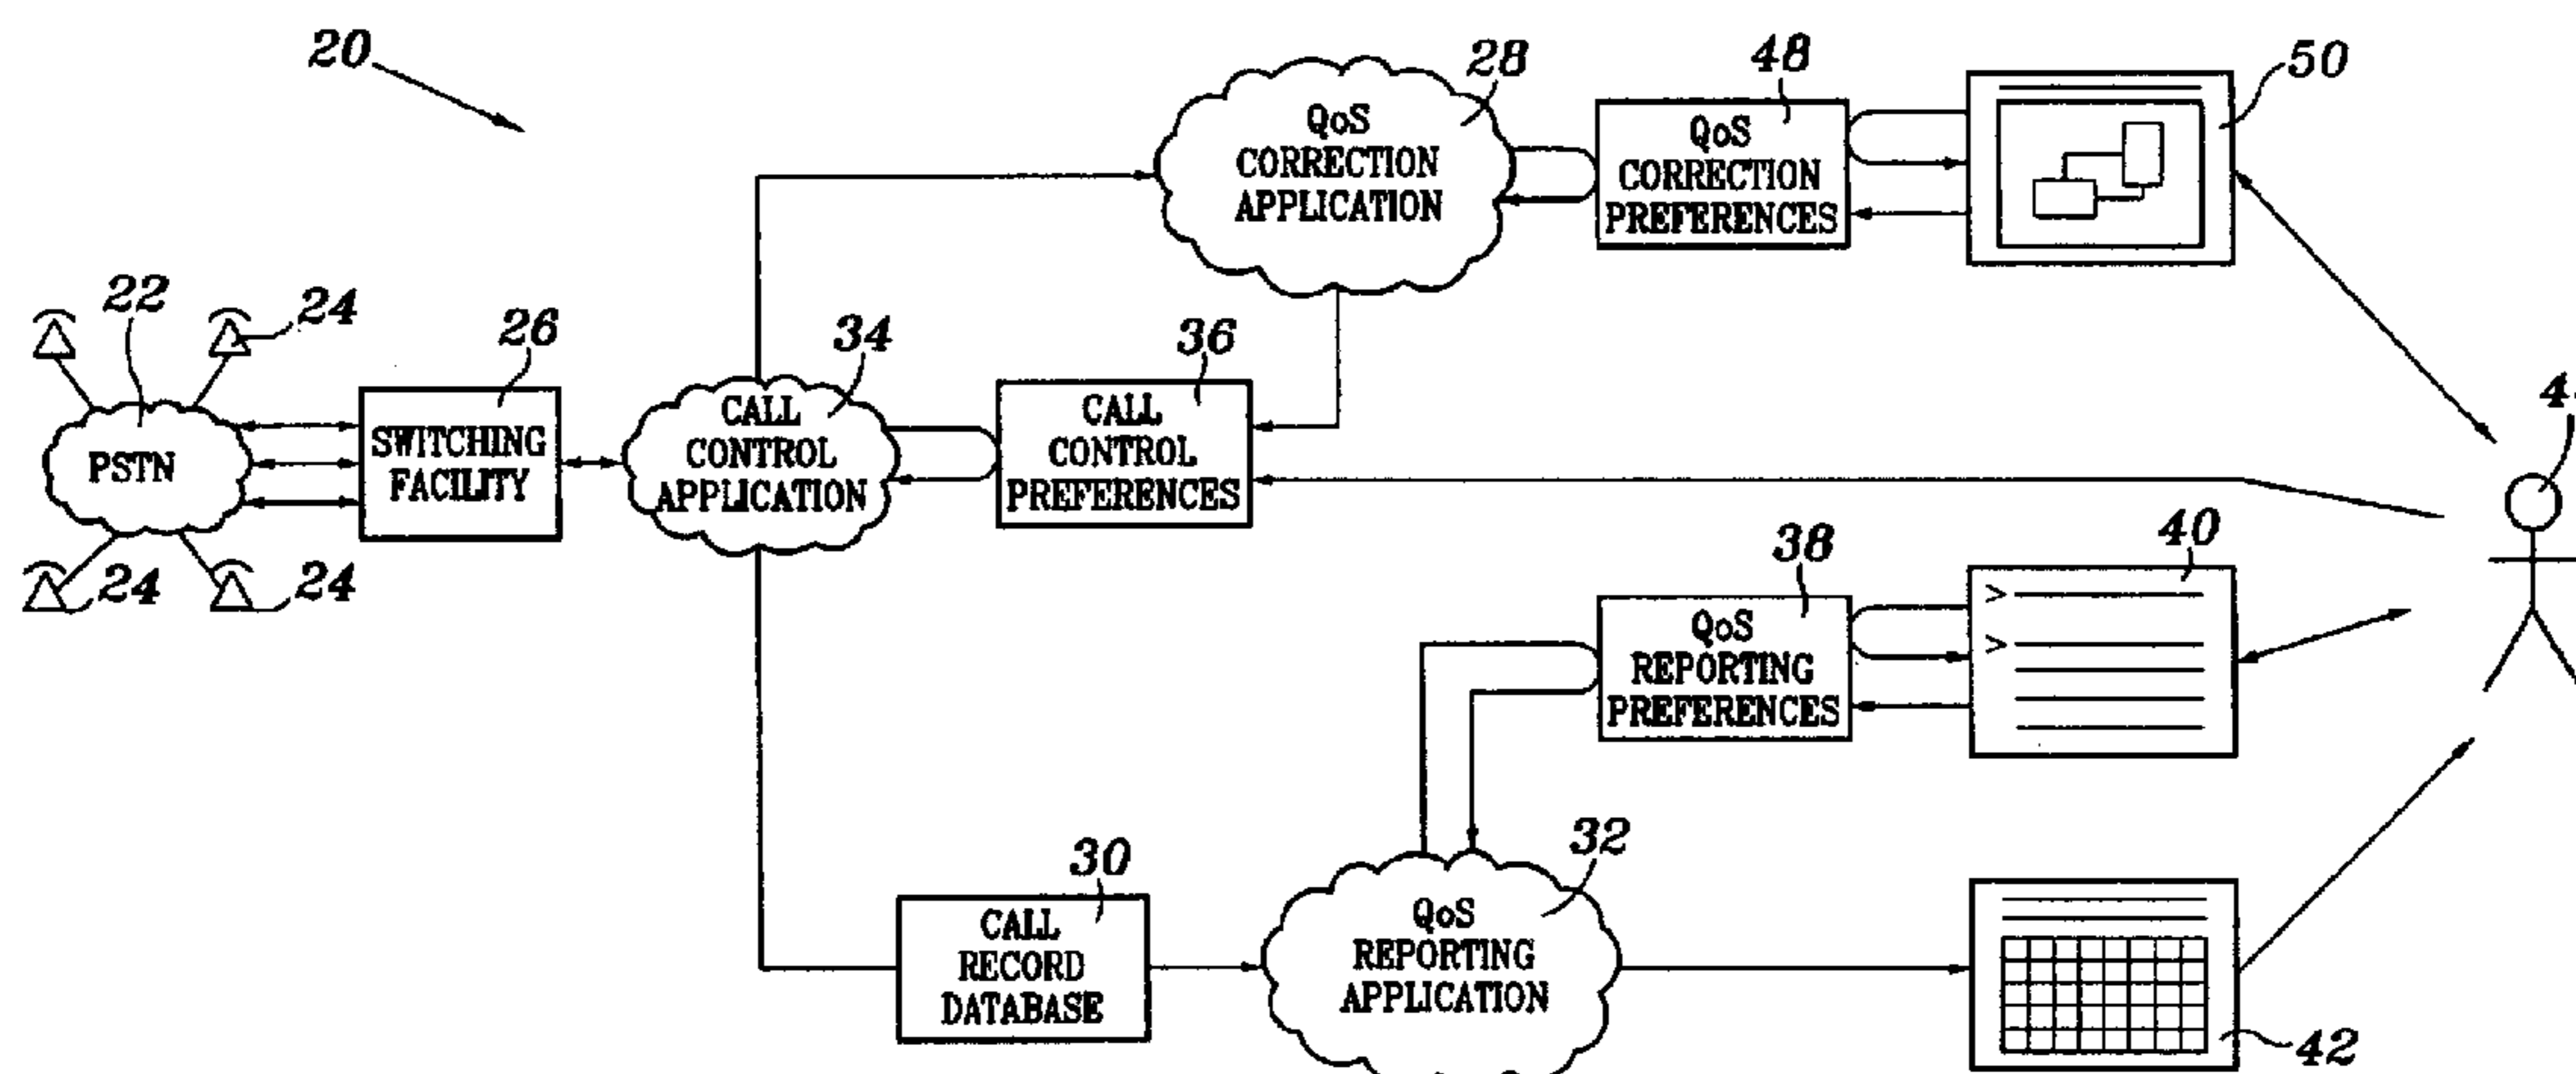 20
28
48
50
QoS
CORRECTION
APPLICATION
QoS
CORRECTION
PREFERENCES
22
24
26
34
36
PSTN
SWITCHING
FACILITY
CALL
CONTROL
APPLICATION
CALL
CONTROL
PREFERENCES
24
24
38
40
QoS
REPORTING
PREFERENCES
>
>
30
32
CALL
RECORD
DATABASE
QoS
REPORTING
APPLICATION
42